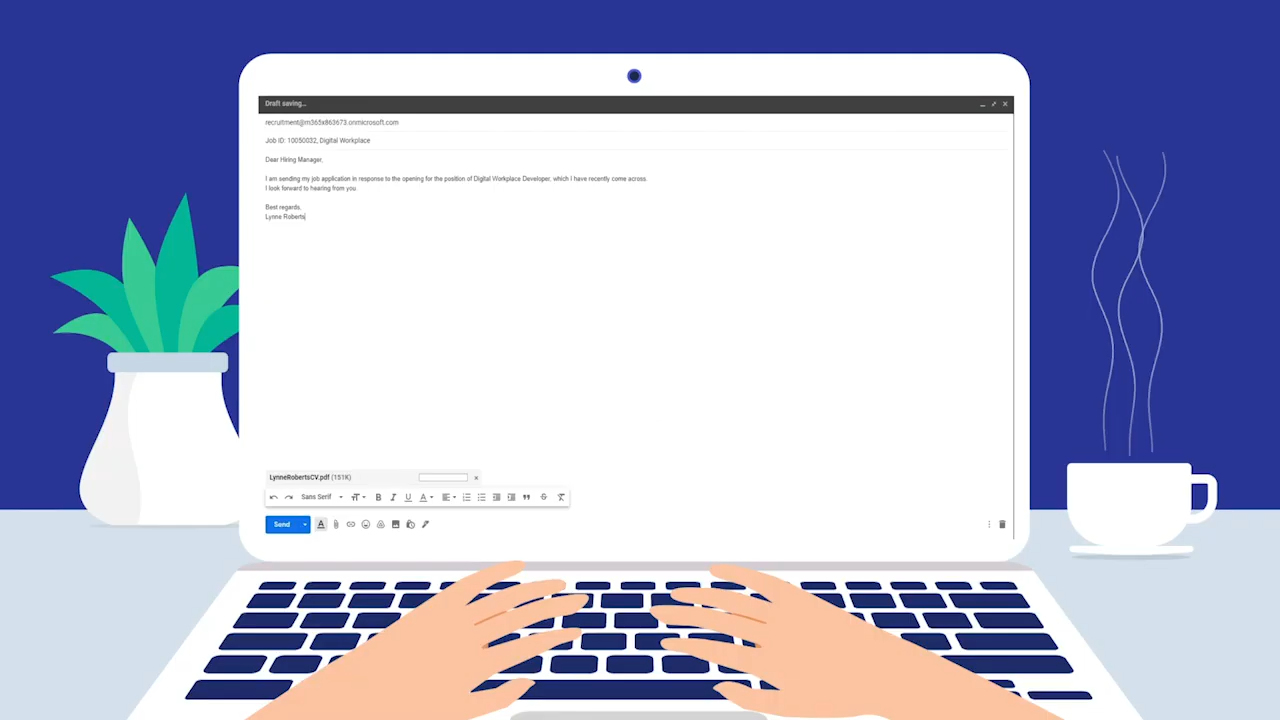 Draft saving...
recruitment@m365x863673.onmicrosoft.com
Job ID: 10050032, Digital Workplace
Dear Hiring Manager,
I am sending my job application in response to the opening for the position of Digital Workplace Developer, which I have recently come across.
I look forward to hearing from you
Best regards,
Lynne Roberts
LynneRobertsCV.pdf (151K)
Sans Serif
Send